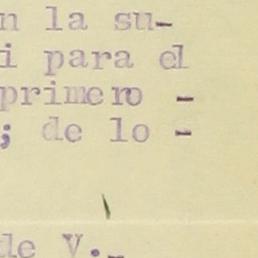 n la su-
i para el
primero -
; de lo -
de V.-